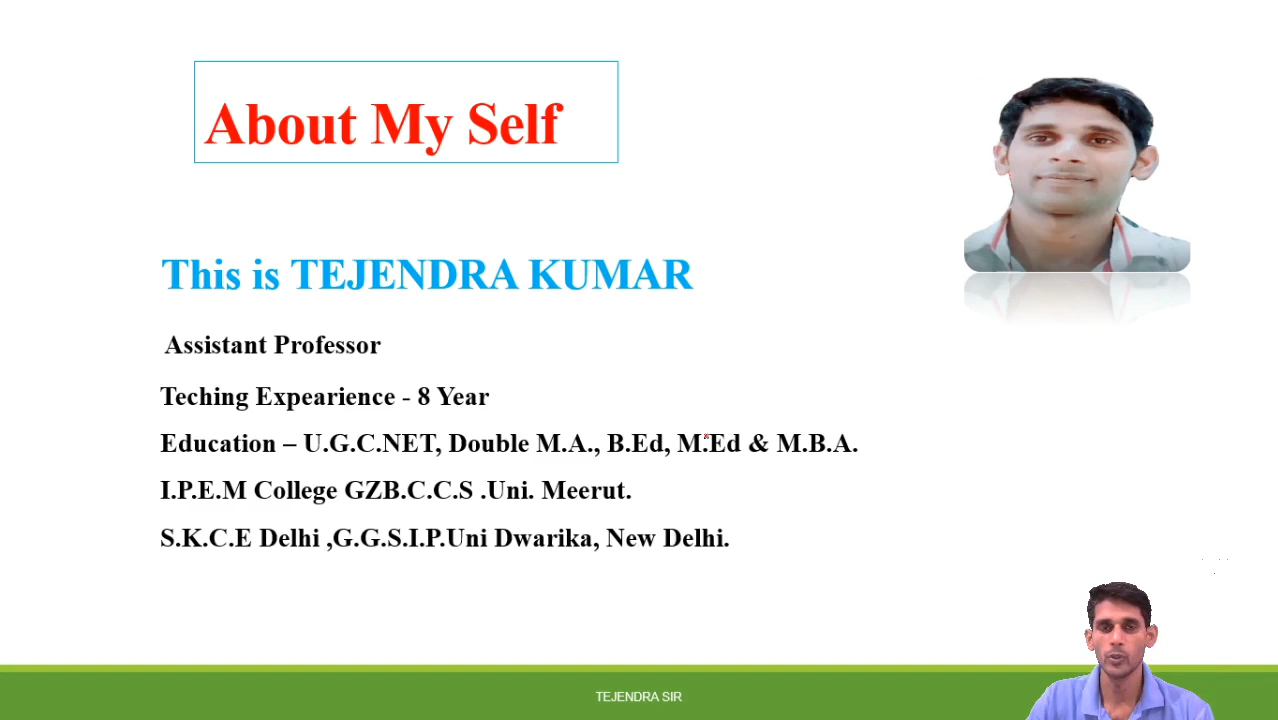 About My Self
This is TEJENDRA KUMAR
Assistant Professor
Teching Expearience - 8 Year
Education – U.G.C.NET, Double M.A., B.Ed, M.Ed & M.B.A.
I.P.E.M College GZB.C.C.S .Uni. Meerut.
S.K.C.E Delhi ,G.G.S.I.P.Uni Dwarika, New Delhi.
TEJENDRA SIR